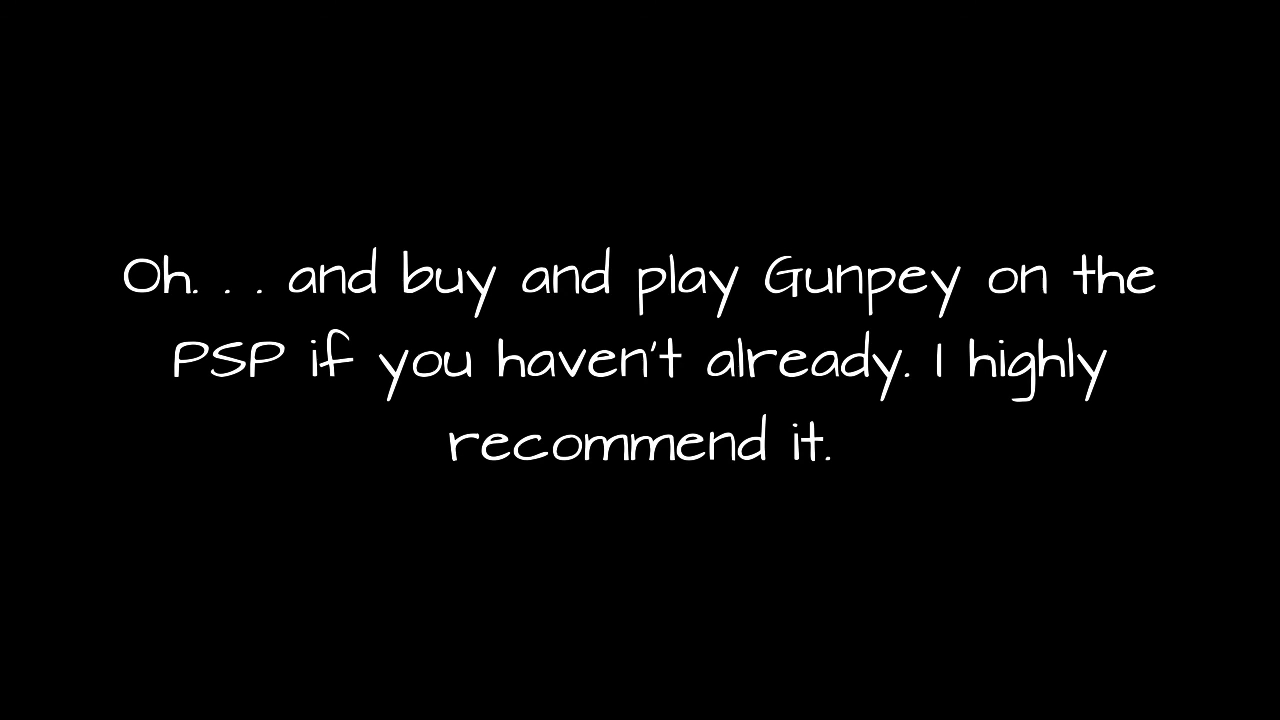 Oh. . . and buy and play Gunpey on the
PSP if you haven't already. I highly
recommend it.